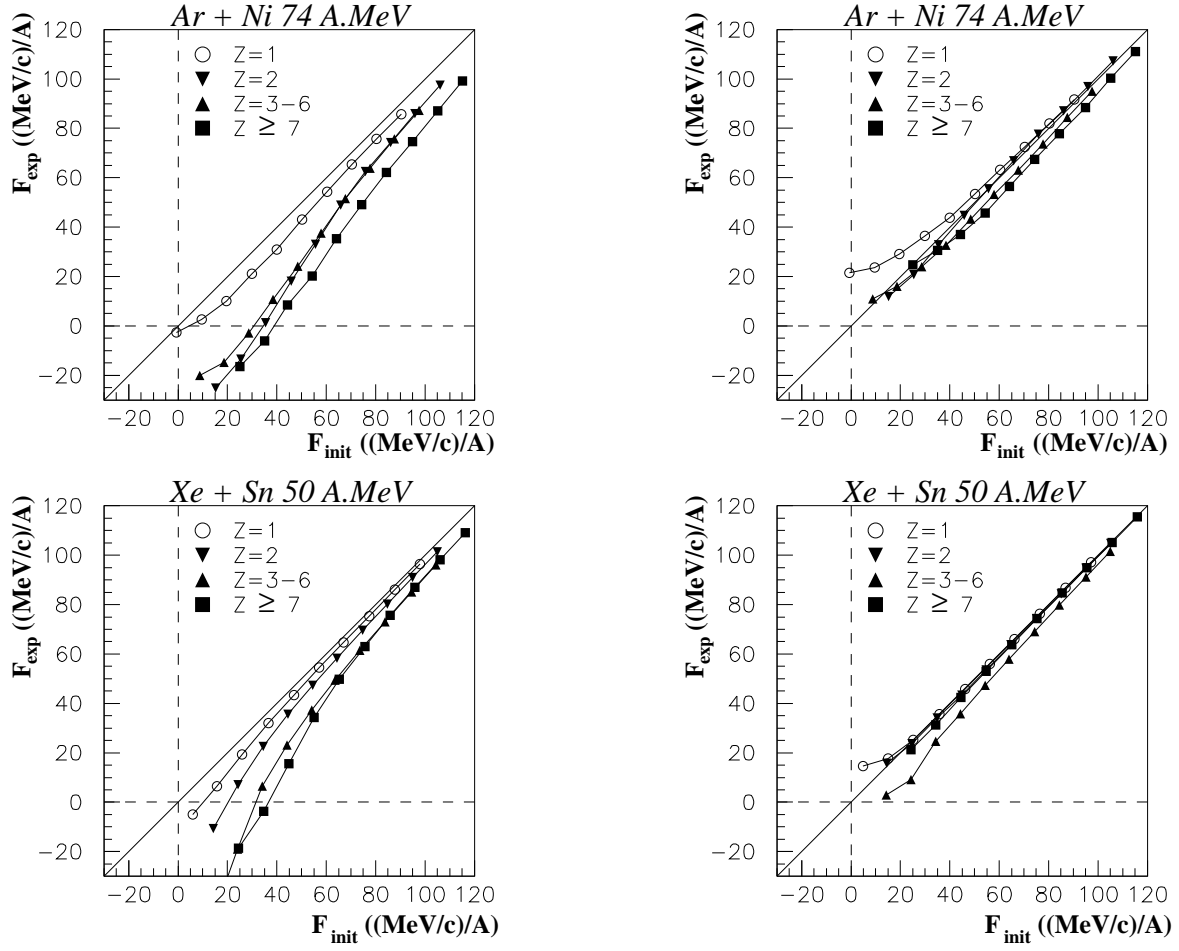 Ar + Ni 74 A.MeV
F_exp ((MeV/c)/A)
120
100
80
60
40
20
0
−20
Z=1
Z=2
Z=3−6
Z ≥ 7
−20 0 20 40 60 80 100 120
F_init ((MeV/c)/A)
Ar + Ni 74 A.MeV
F_exp ((MeV/c)/A)
120
100
80
60
40
20
0
−20
Z=1
Z=2
Z=3−6
Z ≥ 7
−20 0 20 40 60 80 100 120
F_init ((MeV/c)/A)
Xe + Sn 50 A.MeV
F_exp ((MeV/c)/A)
120
100
80
60
40
20
0
−20
Z=1
Z=2
Z=3−6
Z ≥ 7
−20 0 20 40 60 80 100 120
F_init ((MeV/c)/A)
Xe + Sn 50 A.MeV
F_exp ((MeV/c)/A)
120
100
80
60
40
20
0
−20
Z=1
Z=2
Z=3−6
Z ≥ 7
−20 0 20 40 60 80 100 120
F_init ((MeV/c)/A)